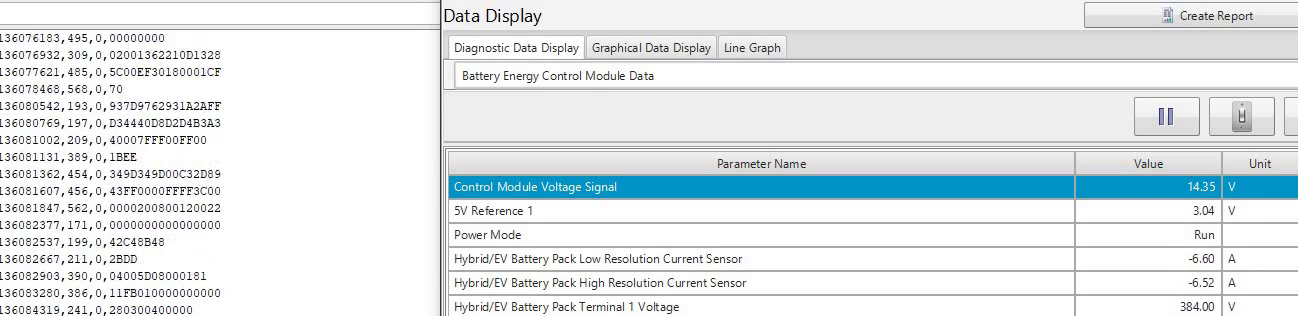 136076183,495,0,00000000
136076932,309,0,02001362210D1328
136077621,485,0,5C00EF30180001CF
136078468,568,0,70
136080542,193,0,937D9762931A2AFF
136080769,197,0,D34440D8D2D4B3A3
136081002,209,0,40007FFF00FF00
136081131,389,0,1BEE
136081362,454,0,349D349D00C32D89
136081607,456,0,43FF0000FFFF3C00
136081847,562,0,0000200800120022
136082377,171,0,0000000000000000
136082537,199,0,42C48B48
136082667,211,0,2BDD
136082903,390,0,04005D08000181
136083280,386,0,11FB010000000000
136084319,241,0,280300400000
Data Display
Create Report
Diagnostic Data Display Graphical Data Display Line Graph
Battery Energy Control Module Data
Parameter Name Value Unit
Control Module Voltage Signal 14.35 V
5V Reference 1 3.04 V
Power Mode Run
Hybrid/EV Battery Pack Low Resolution Current Sensor -6.60 A
Hybrid/EV Battery Pack High Resolution Current Sensor -6.52 A
Hybrid/EV Battery Pack Terminal 1 Voltage 384.00 V